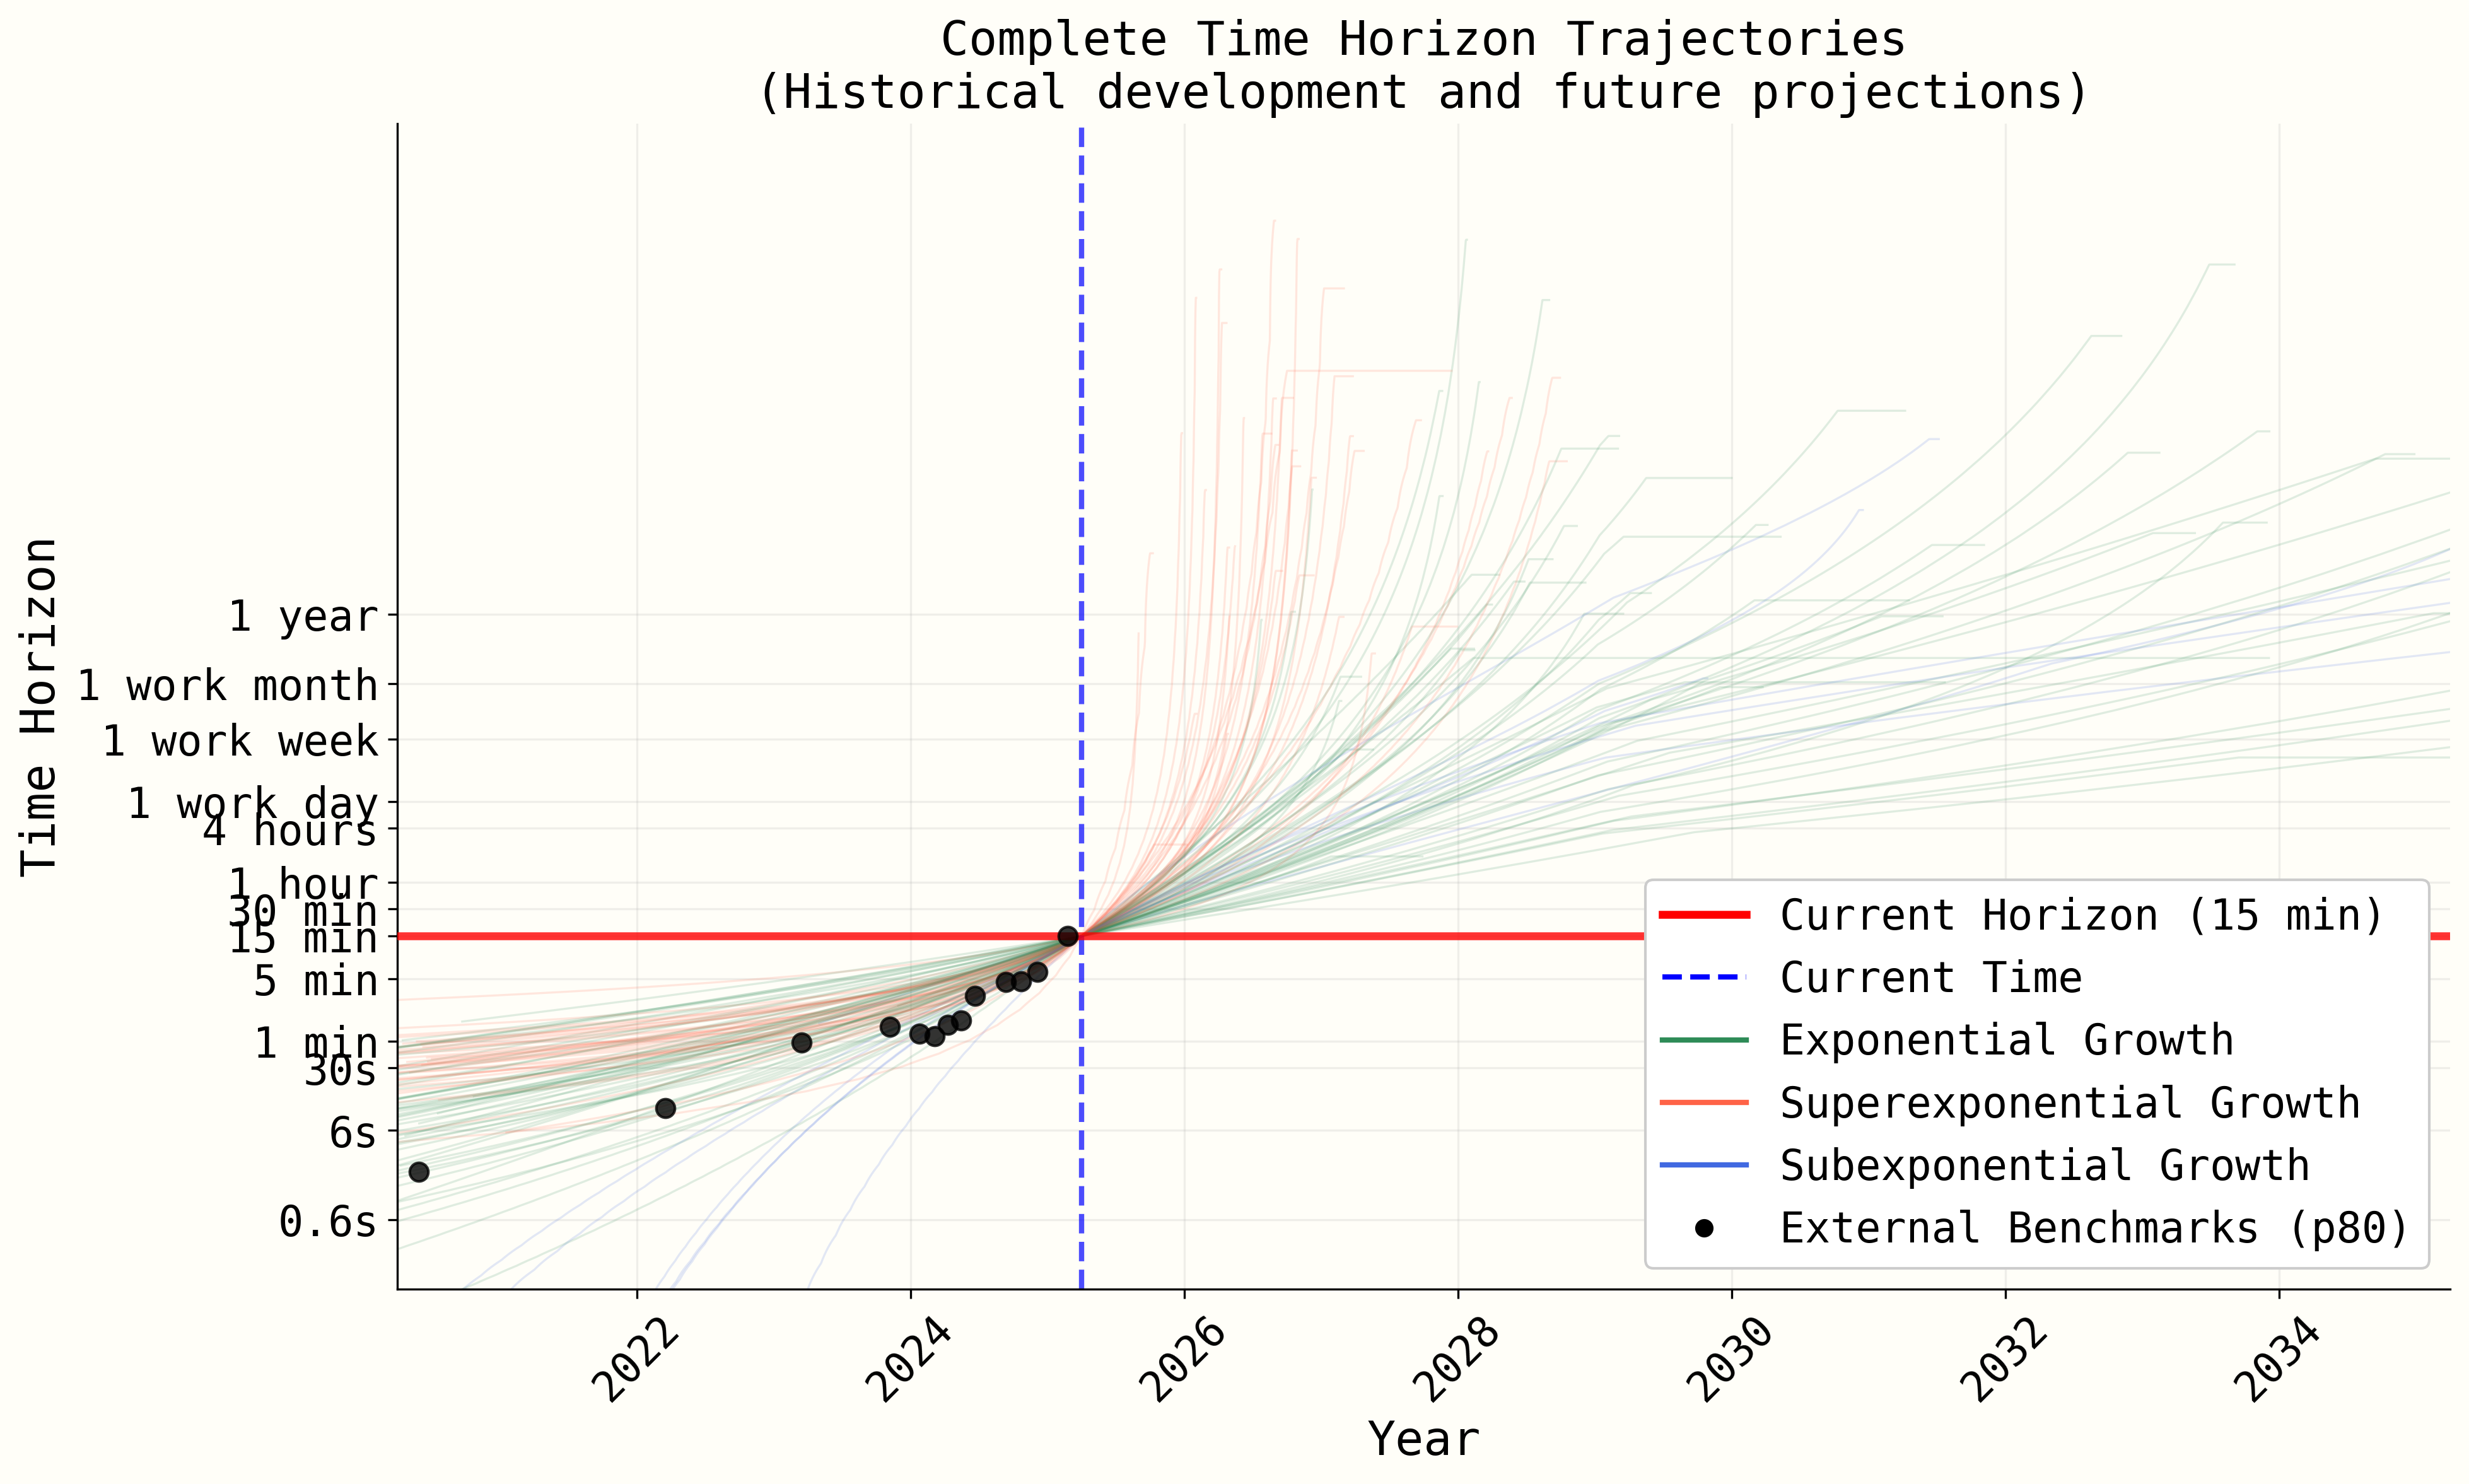 Complete Time Horizon Trajectories
(Historical development and future projections)
Time Horizon
1 year
1 work month
1 work week
1 work day
4 hours
1 hour
30 min
15 min
5 min
1 min
30s
6s
0.6s
Current Horizon (15 min)
Current Time
Exponential Growth
Superexponential Growth
Subexponential Growth
External Benchmarks (p80)
2022
2024
2026
2028
2030
2032
2034
Year